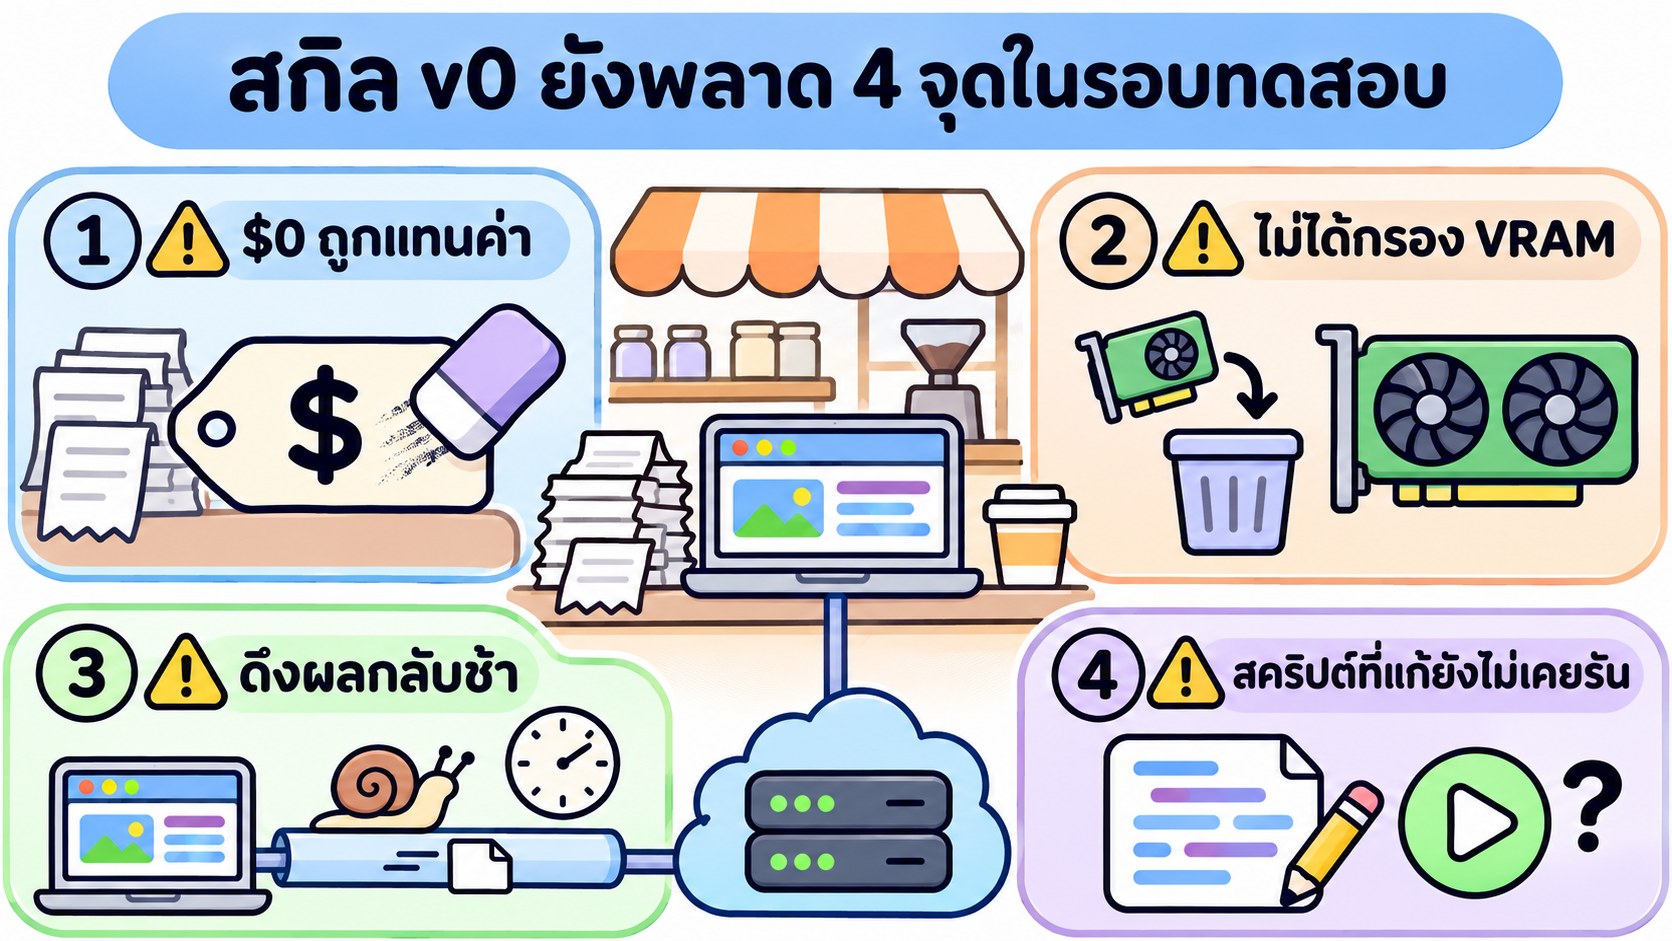 สกิล v0 ยังพลาด 4 จุดในรอบทดสอบ
1 $0 ถูกแทนค่า
$
2 ไม่ได้กรอง VRAM
3 ดึงผลกลับช้า
4 สคริปต์ที่แก้ยังไม่เคยรัน
?